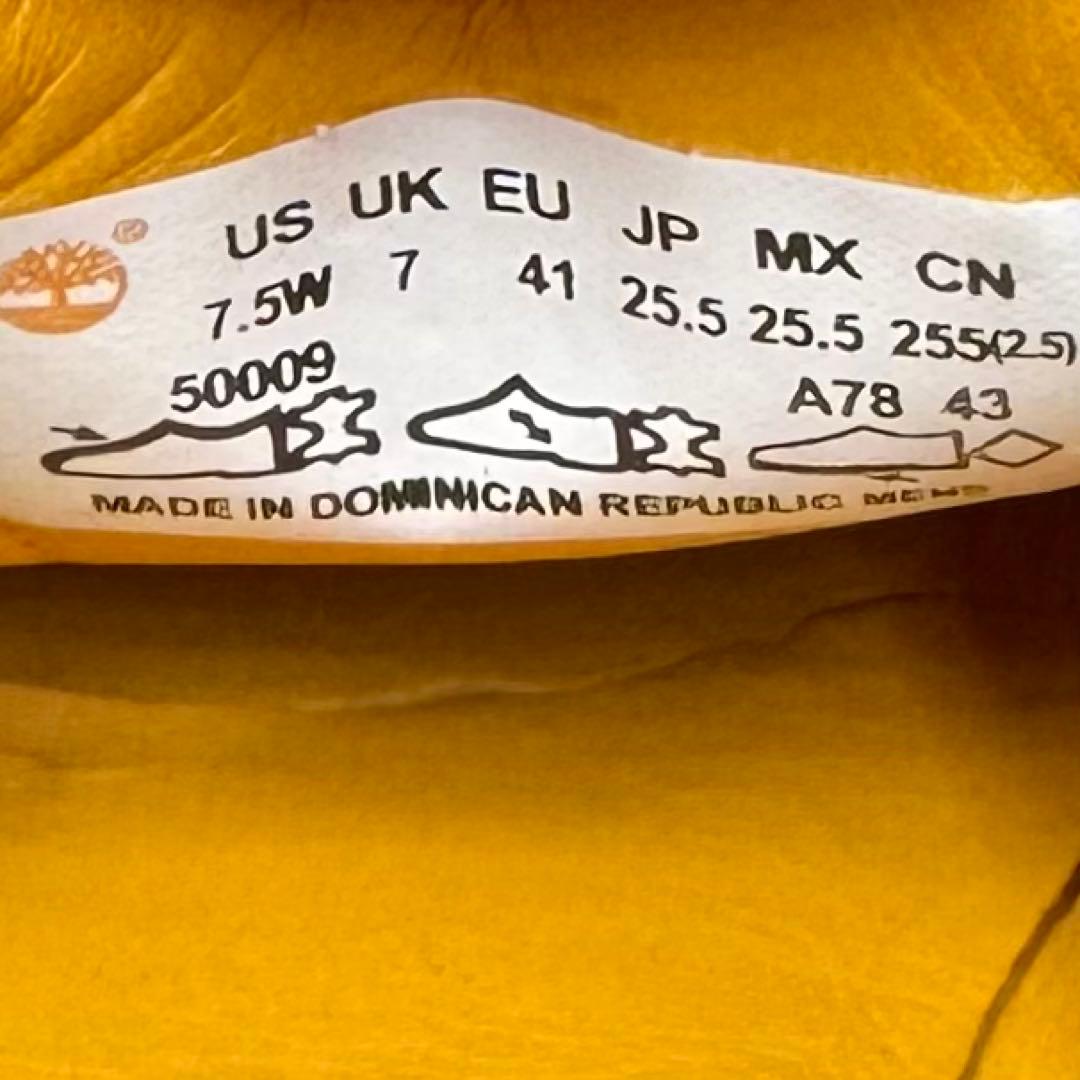 ®
US UK EU JP MX CN
7.5W 7 41 25.5 25.5 255(2.5)
50009 A78 43
MADE IN DOMINICAN REPUBLIC MENS